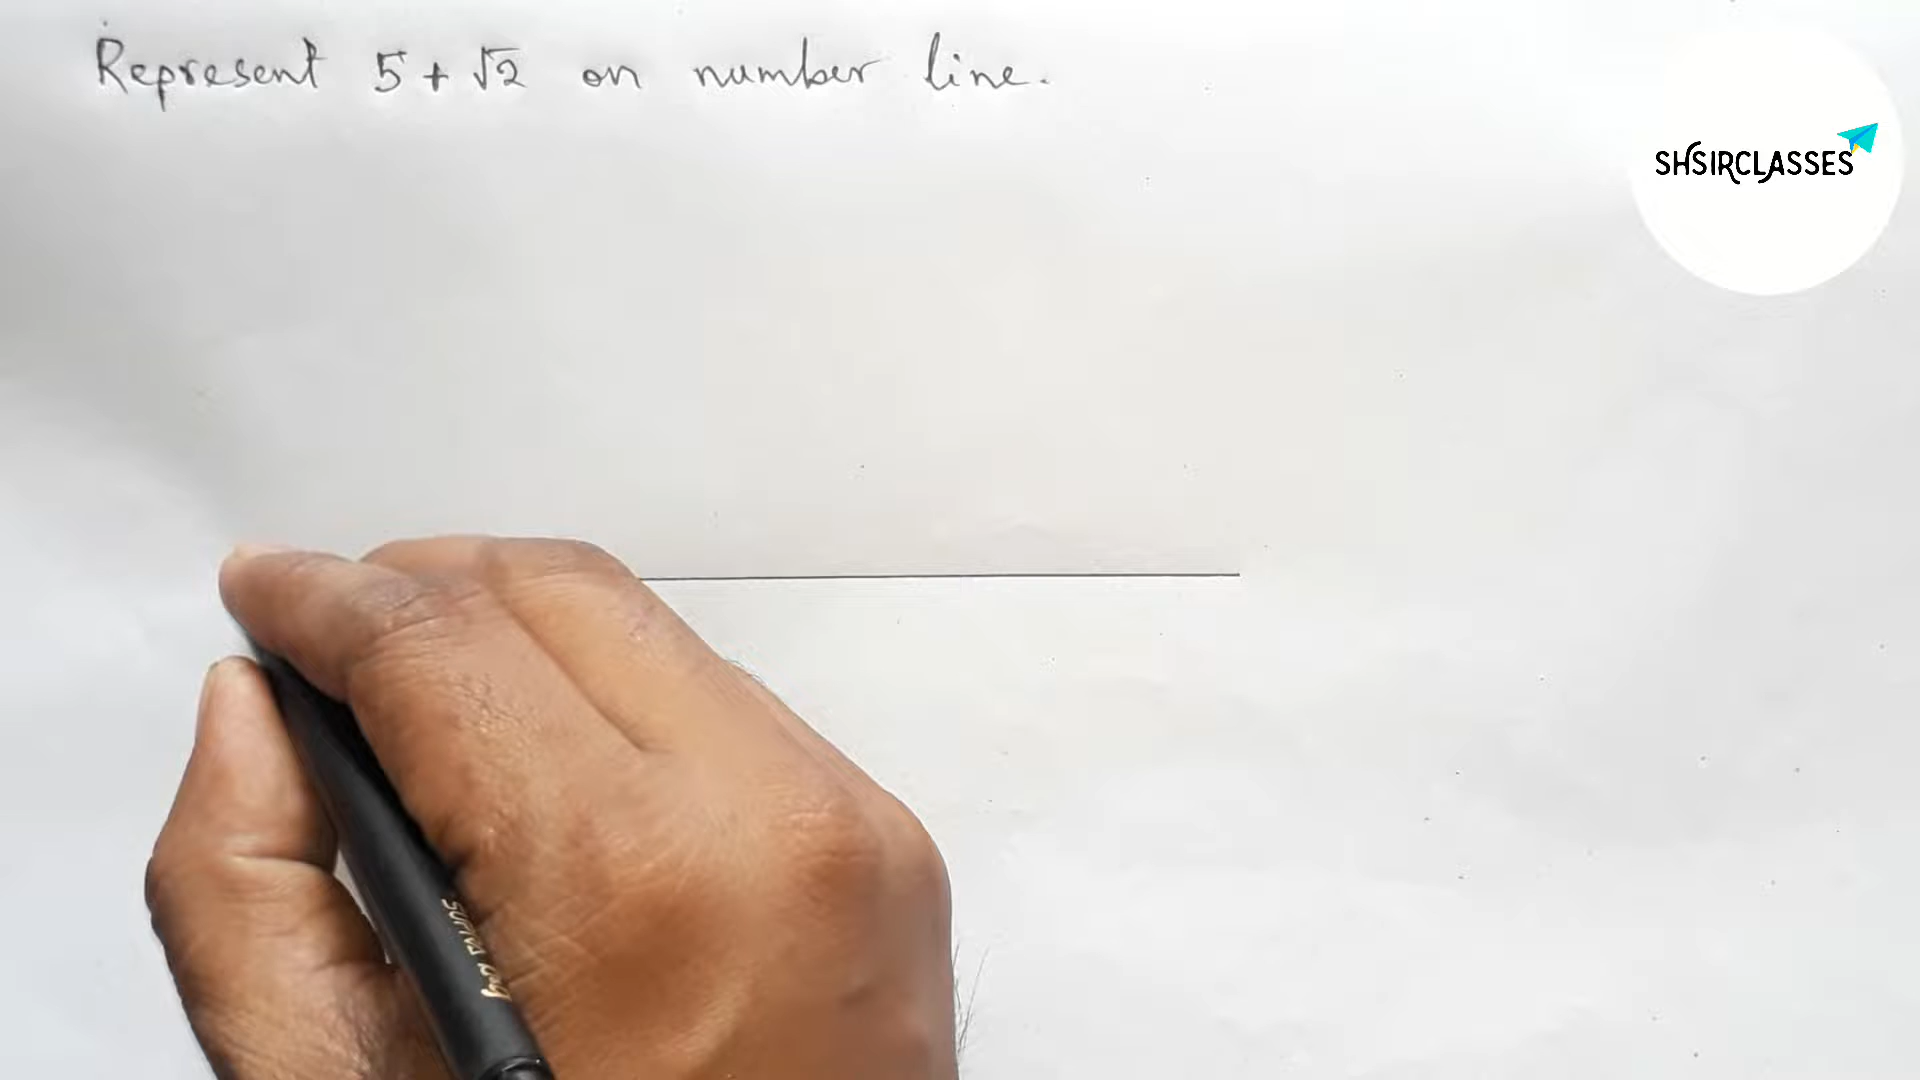 Represent 5 + √2 on number line.
SHSIRCLASSES